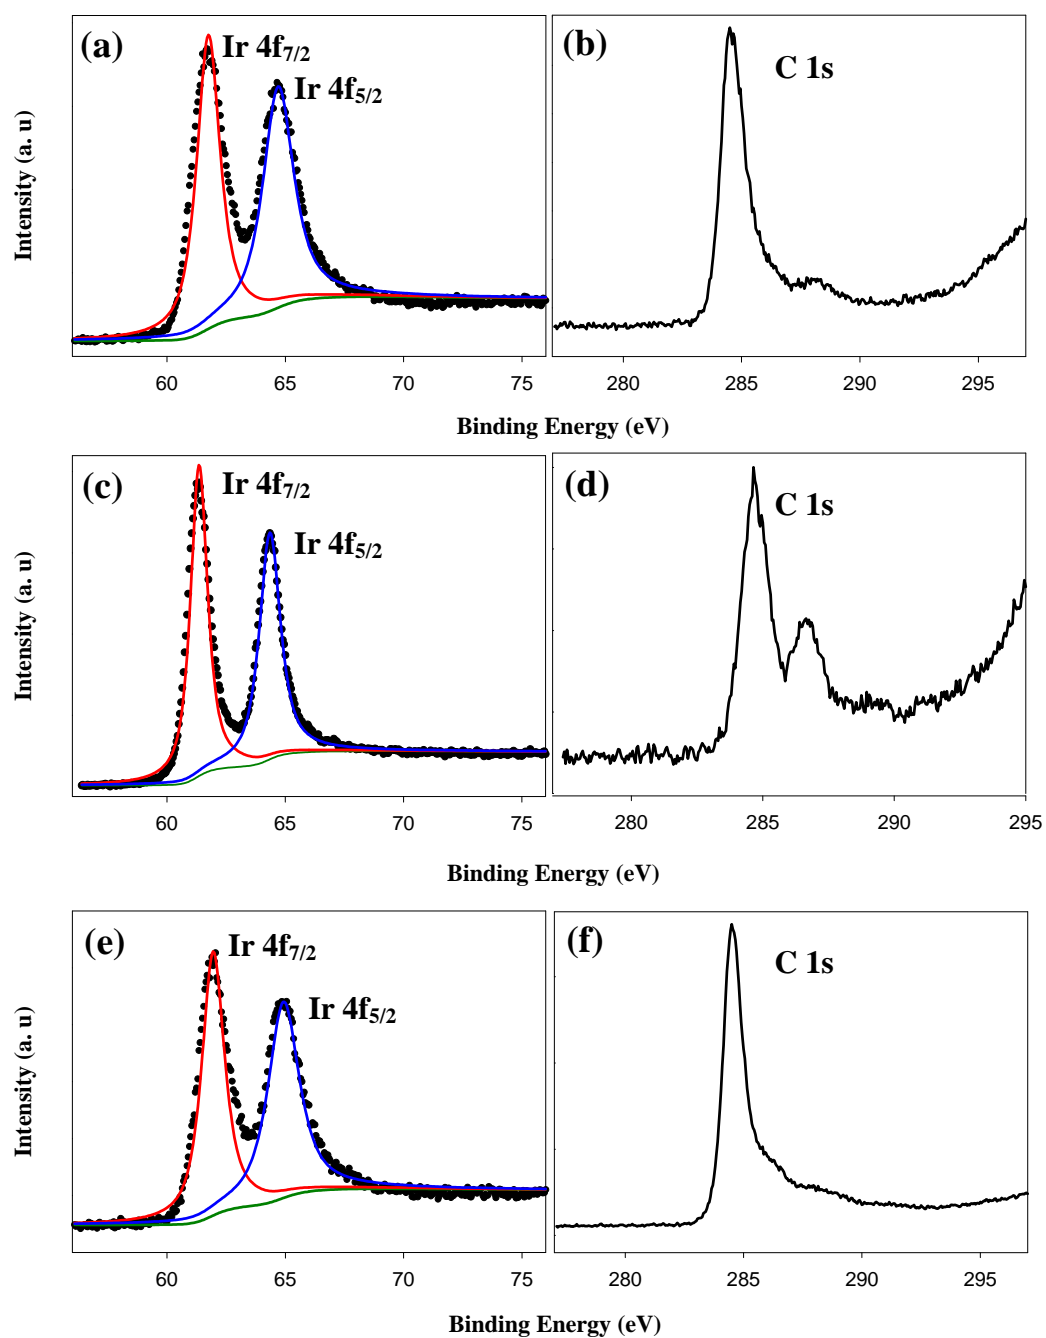 (a)
Ir 4f7/2
Ir 4f5/2
(b)
C 1s
Intensity (a. u)
60 65 70 75
280 285 290 295
Binding Energy (eV)
(c)
Ir 4f7/2
Ir 4f5/2
(d)
C 1s
Intensity (a. u)
60 65 70 75
280 285 290 295
Binding Energy (eV)
(e)
Ir 4f7/2
Ir 4f5/2
(f)
C 1s
Intensity (a. u)
60 65 70 75
280 285 290 295
Binding Energy (eV)